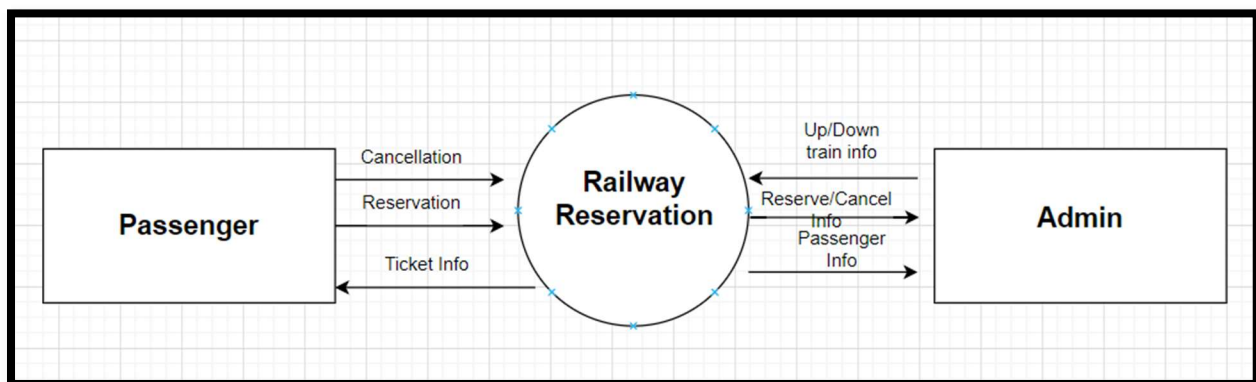 Passenger
Cancellation
Reservation
Ticket Info
Railway
Reservation
Up/Down
train info
Reserve/Cancel
Info
Passenger
Info
Admin